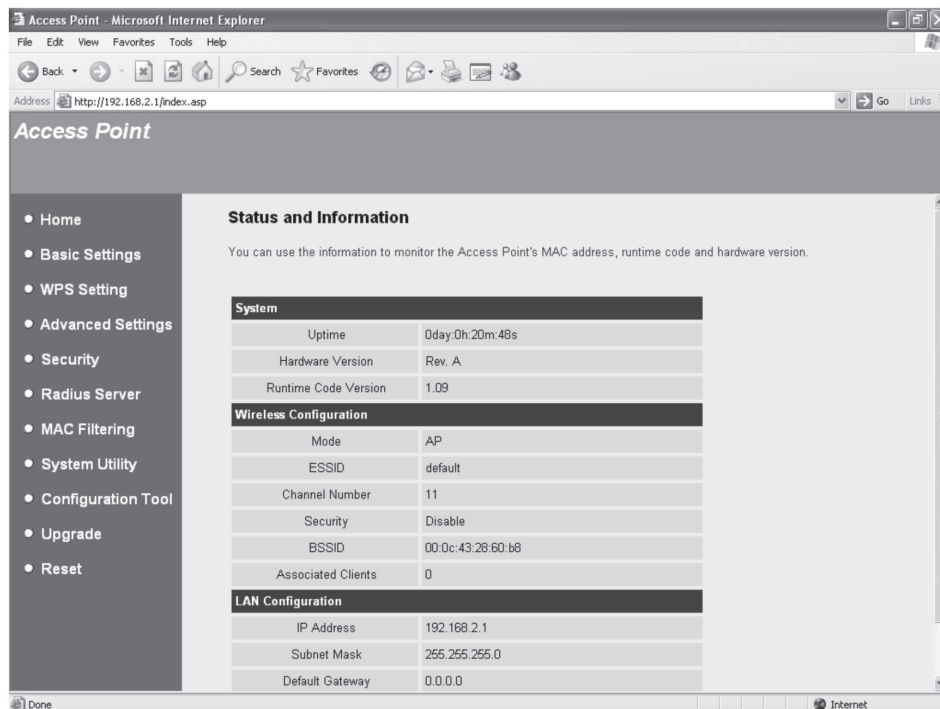 Access Point - Microsoft Internet Explorer
File Edit View Favorites Tools Help
Back Search Favorites
Address http://192.168.2.1/index.asp Go Links
Access Point
Home
Basic Settings
WPS Setting
Advanced Settings
Security
Radius Server
MAC Filtering
System Utility
Configuration Tool
Upgrade
Reset
Status and Information
You can use the information to monitor the Access Point's MAC address, runtime code and hardware version.
System
Uptime 0day:0h:20m:48s
Hardware Version Rev. A
Runtime Code Version 1.09
Wireless Configuration
Mode AP
ESSID default
Channel Number 11
Security Disable
BSSID 00:0c:43:28:60:b8
Associated Clients 0
LAN Configuration
IP Address 192.168.2.1
Subnet Mask 255.255.255.0
Default Gateway 0.0.0.0
Done Internet